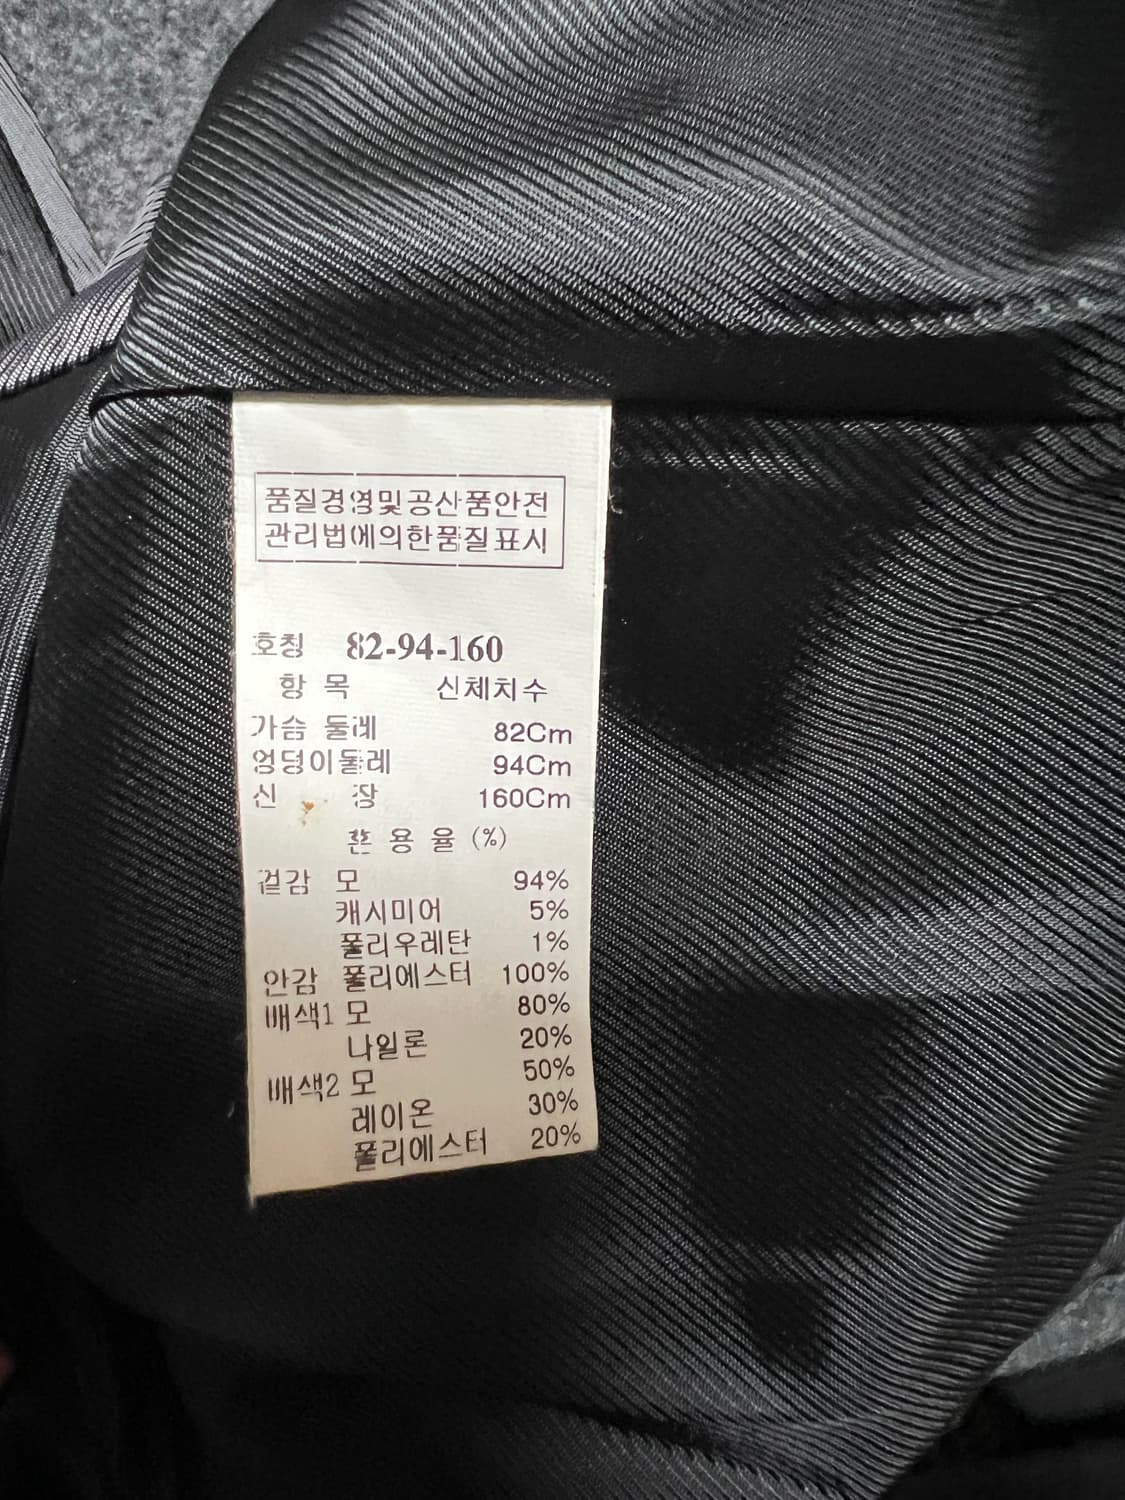 품질경영및공산품안전
관리법에의한품질표시
호칭 82-94-160
항 목 신체치수
가슴 둘레 82Cm
엉덩이둘레 94Cm
신 장 160Cm
혼 용 율 (%)
겉감 모 94%
캐시미어 5%
폴리우레탄 1%
안감 폴리에스터 100%
배색1 모 80%
나일론 20%
배색2 모 50%
레이온 30%
폴리에스터 20%